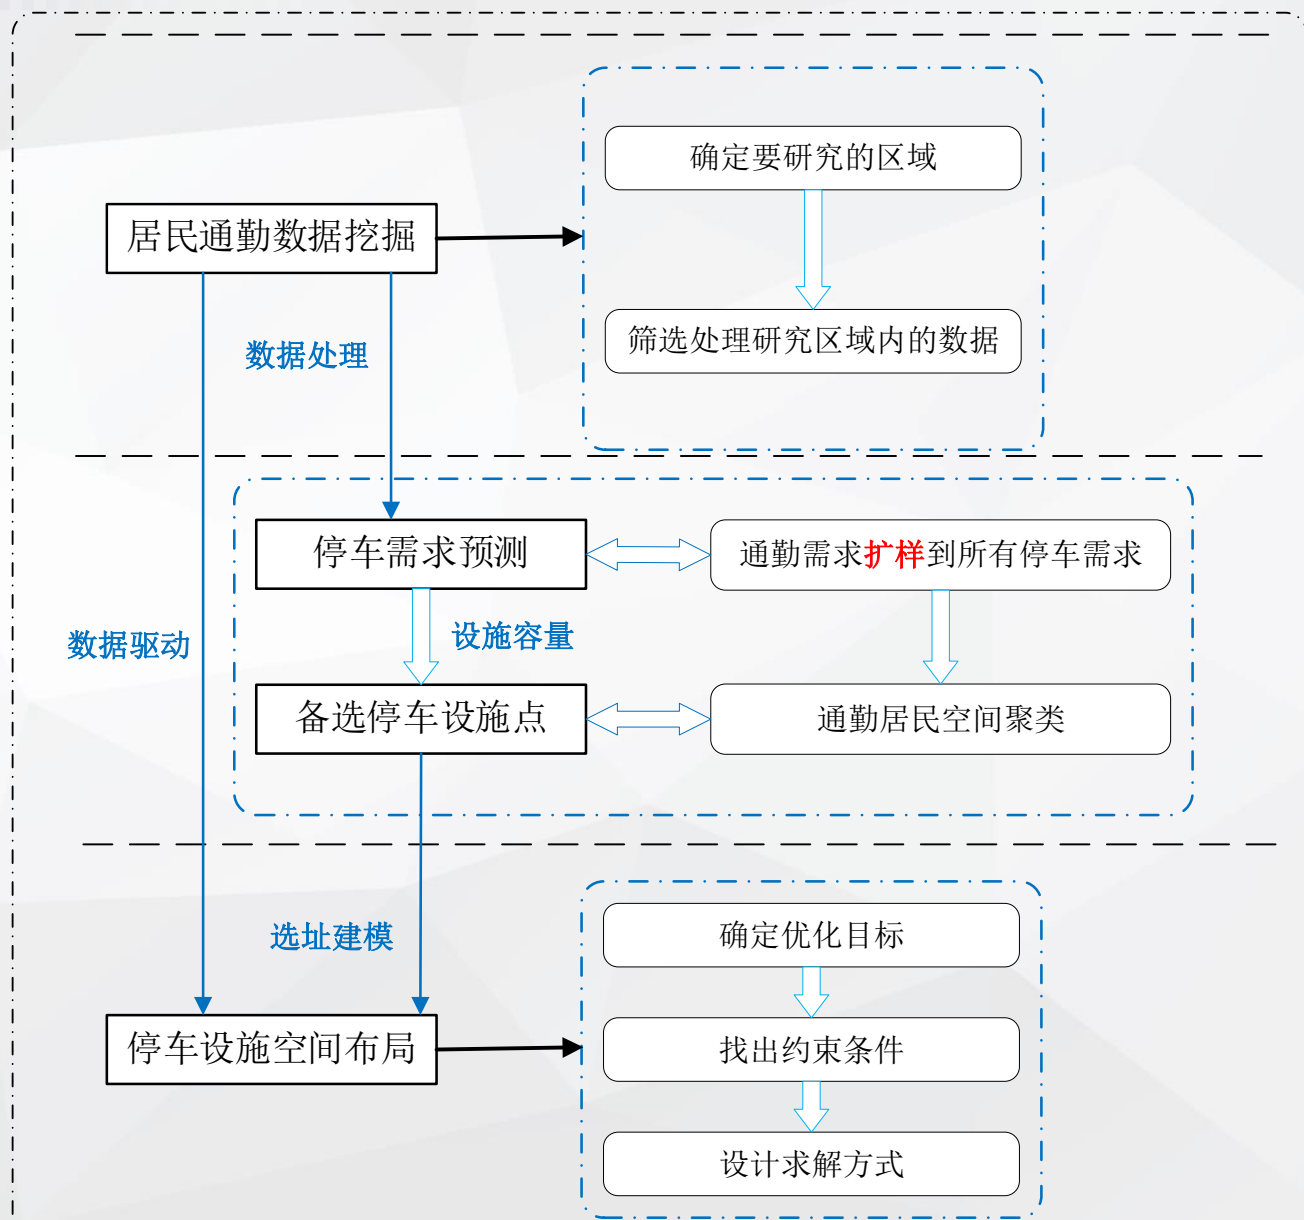 确定要研究的区域
居民通勤数据挖掘
筛选处理研究区域内的数据
数据处理
停车需求预测
通勤需求扩样到所有停车需求
设施容量
数据驱动
备选停车设施点
通勤居民空间聚类
确定优化目标
选址建模
停车设施空间布局
找出约束条件
设计求解方式